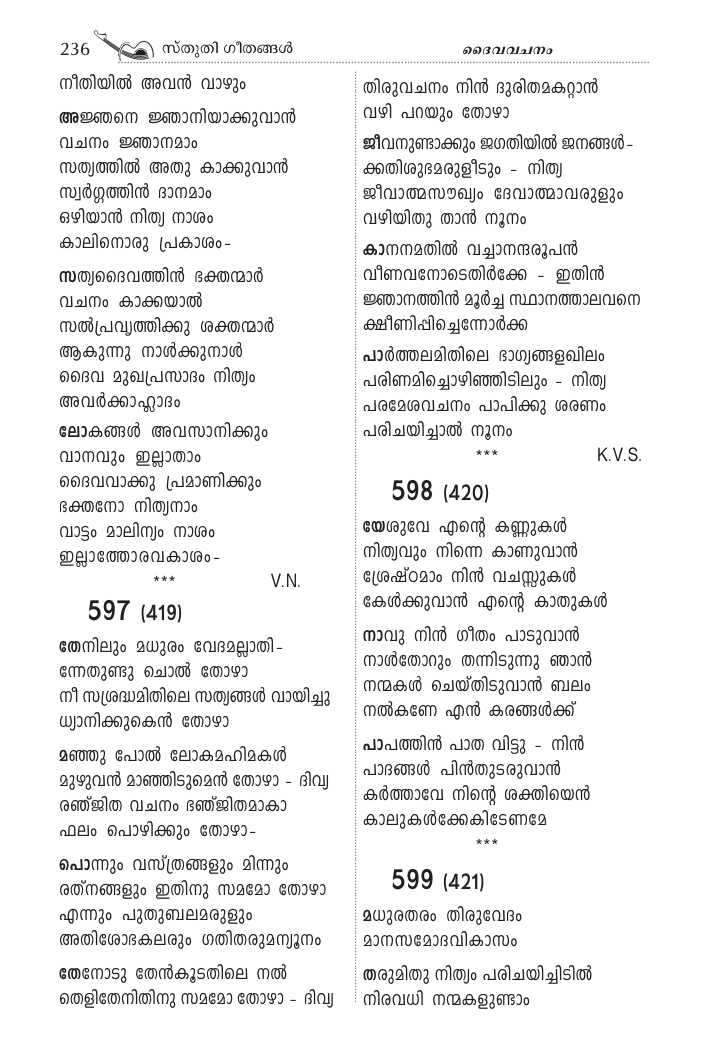 236 സ്തുതി ഗീതങ്ങൾ ദൈവവചനം
നീതിയിൽ അവൻ വാഴും
അജ്ഞനെ ജ്ഞാനിയാക്കുവാൻ
വചനം ജ്ഞാനമാം
സത്യത്തിൽ അതു കാക്കുവാൻ
സ്വർഗ്ഗത്തിൻ ദാനമാം
ഒഴിയാൻ നിത്യ നാശം
കാലിനൊരു പ്രകാശം-
സത്യദൈവത്തിൻ ഭക്തന്മാർ
വചനം കാക്കയാൽ
സൽപ്രവൃത്തിക്കു ശക്തന്മാർ
ആകുന്നു നാൾക്കുനാൾ
ദൈവ മുഖപ്രസാദം നിത്യം
അവർക്കാഹ്ലാദം
ലോകങ്ങൾ അവസാനിക്കും
വാനവും ഇല്ലാതാം
ദൈവവാക്കു പ്രമാണിക്കും
ഭക്തനോ നിത്യനാം
വാട്ടം മാലിന്യം നാശം
ഇല്ലാത്തോരവകാശം-
*** V.N.
597 (419)
തേനിലും മധുരം വേദമല്ലാതി-
ന്നേതുണ്ടു ചൊൽ തോഴാ
നീ സശ്രദ്ധമിതിലെ സത്യങ്ങൾ വായിച്ചു
ധ്യാനിക്കുകെൻ തോഴാ
മഞ്ഞു പോൽ ലോകമഹിമകൾ
മുഴുവൻ മാഞ്ഞിടുമെൻ തോഴാ - ദിവ്യ
രഞ്ജിത വചനം ഭഞ്ജിതമാകാ
ഫലം പൊഴിക്കും തോഴാ-
പൊന്നും വസ്ത്രങ്ങളും മിന്നും
രത്നങ്ങളും ഇതിനു സമമോ തോഴാ
എന്നും പുതുബലമരുളും
അതിശോഭകലരും ഗതിതരുമന്യൂനം
തേനോടു തേൻകൂടതിലെ നൽ
തെളിതേനിതിനു സമമോ തോഴാ - ദിവ്യ
തിരുവചനം നിൻ ദുരിതമകറ്റാൻ
വഴി പറയും തോഴാ
ജീവനുണ്ടാക്കും ജഗതിയിൽ ജനങ്ങൾ-
ക്കതിശുഭമരുളീടും - നിത്യ
ജീവാത്മസൗഖ്യം ദേവാത്മാവരുളും
വഴിയിതു താൻ നൂനം
കാനനമതിൽ വച്ചാനന്ദരൂപൻ
വീണവനോടെതിർക്കേ - ഇതിൻ
ജ്ഞാനത്തിൻ മൂർച്ച സ്ഥാനത്താലവനെ
ക്ഷീണിപ്പിച്ചെന്നോർക്ക
പാർത്തലമിതിലെ ഭാഗ്യങ്ങളഖിലം
പരിണമിച്ചൊഴിഞ്ഞിടിലും - നിത്യ
പരമേശവചനം പാപിക്കു ശരണം
പരിചയിച്ചാൽ നൂനം
*** K.V.S.
598 (420)
യേശുവേ എന്റെ കണ്ണുകൾ
നിത്യവും നിന്നെ കാണുവാൻ
ശ്രേഷ്ഠമാം നിൻ വചസ്സുകൾ
കേൾക്കുവാൻ എന്റെ കാതുകൾ
നാവു നിൻ ഗീതം പാടുവാൻ
നാൾതോറും തന്നിടുന്നു ഞാൻ
നന്മകൾ ചെയ്തിടുവാൻ ബലം
നൽകണേ എൻ കരങ്ങൾക്ക്
പാപത്തിൻ പാത വിട്ടു - നിൻ
പാദങ്ങൾ പിൻതുടരുവാൻ
കർത്താവേ നിന്റെ ശക്തിയെൻ
കാലുകൾക്കേകിടേണമേ
***
599 (421)
മധുരതരം തിരുവേദം
മാനസമോദവികാസം
തരുമിതു നിത്യം പരിചയിച്ചിടിൽ
നിരവധി നന്മകളുണ്ടാം